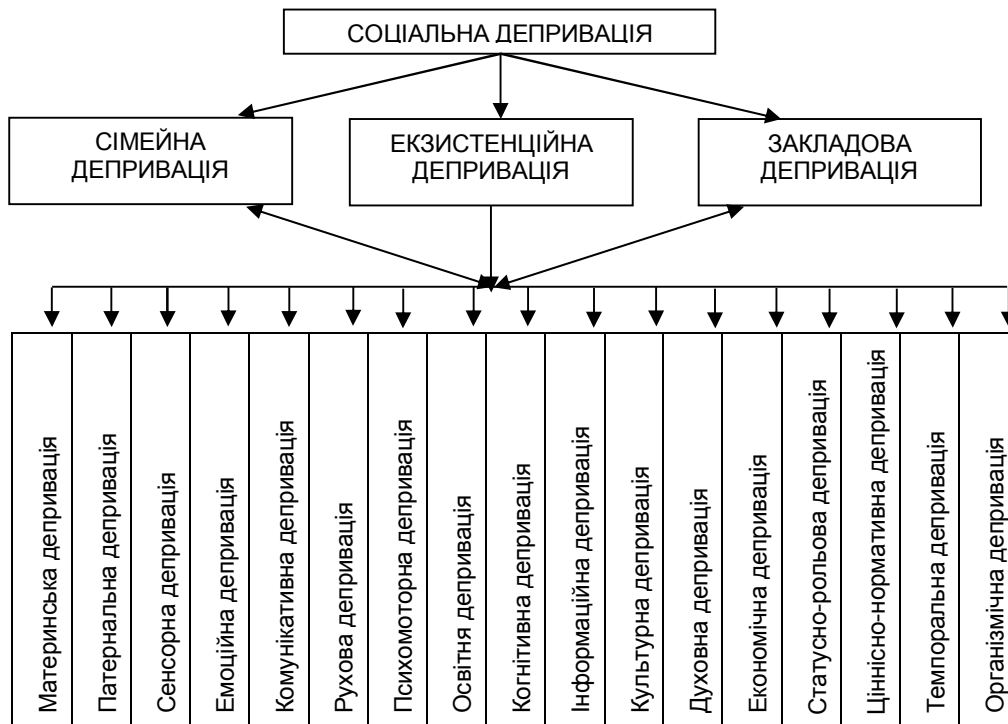 СОЦІАЛЬНА ДЕПРИВАЦІЯ
СІМЕЙНА
ДЕПРИВАЦІЯ
ЕКЗИСТЕНЦІЙНА
ДЕПРИВАЦІЯ
ЗАКЛАДОВА
ДЕПРИВАЦІЯ
Материнська депривація
Патернальна депривація
Сенсорна депривація
Емоційна депривація
Комунікативна депривація
Рухова депривація
Психомоторна депривація
Освітня депривація
Когнітивна депривація
Інформаційна депривація
Культурна депривація
Духовна депривація
Економічна депривація
Статусно-рольова депривація
Ціннісно-нормативна депривація
Темпоральна депривація
Організмічна депривація